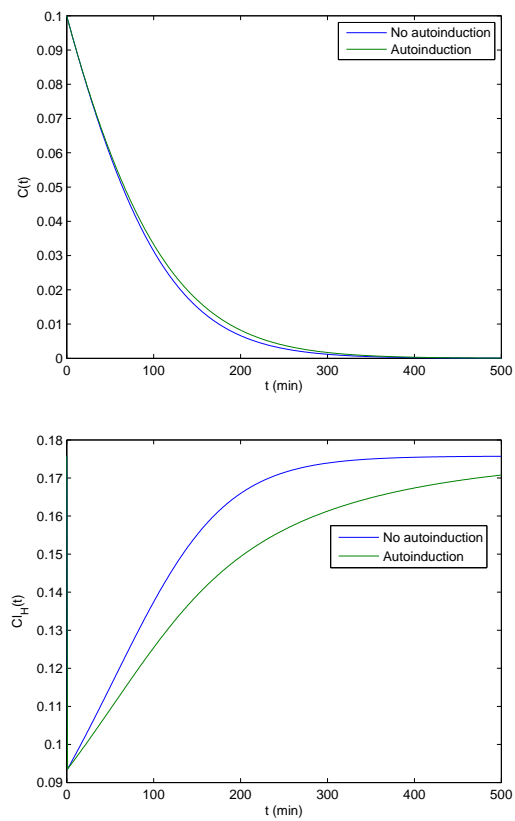 0.1
0.09
0.08
0.07
0.06
0.05
0.04
0.03
0.02
0.01
0
C(t)
No autoinduction
Autoinduction
0 100 200 300 400 500
t (min)
0.18
0.17
0.16
0.15
0.14
0.13
0.12
0.11
0.1
0.09
Cl_H(t)
No autoinduction
Autoinduction
0 100 200 300 400 500
t (min)